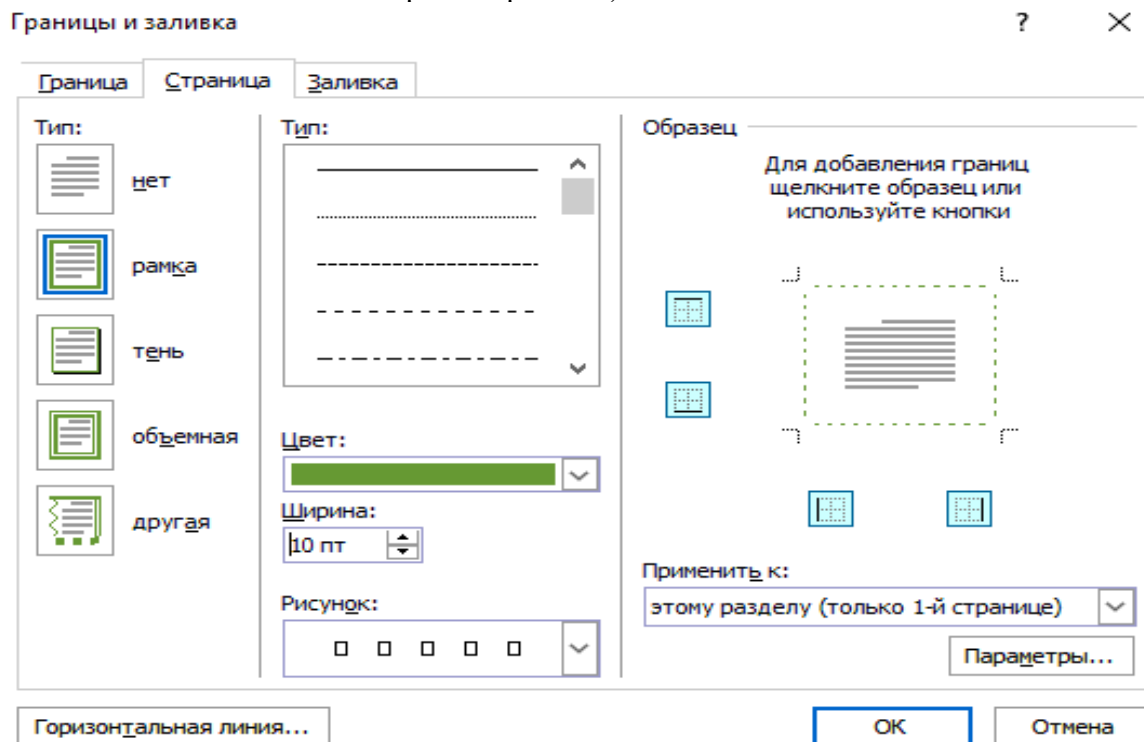 Границы и заливка ? ×
Граница Страница Заливка
Тип:
нет
рамка
тень
объемная
другая
Тип:
Цвет:
Ширина:
10 пт
Рисунок:
Образец
Для добавления границ
щелкните образец или
используйте кнопки
Применить к:
этому разделу (только 1-й странице)
Параметры...
Горизонтальная линия...
ОК
Отмена